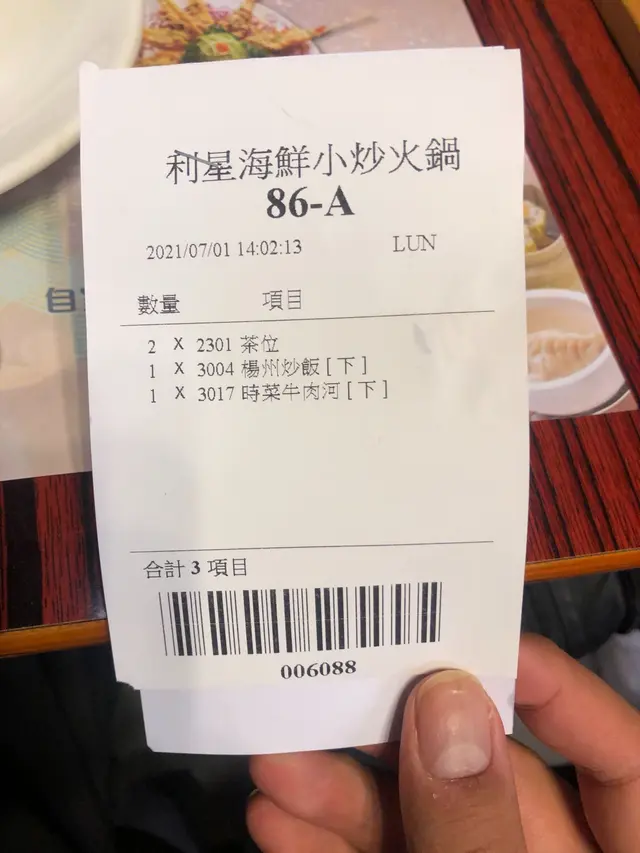 利星海鮮小炒火鍋
86-A
2021/07/01 14:02:13 LUN
數量 項目
2 X 2301 茶位
1 X 3004 楊州炒飯 [ 下 ]
1 X 3017 時菜牛肉河 [ 下 ]
合計 3 項目
006088
自